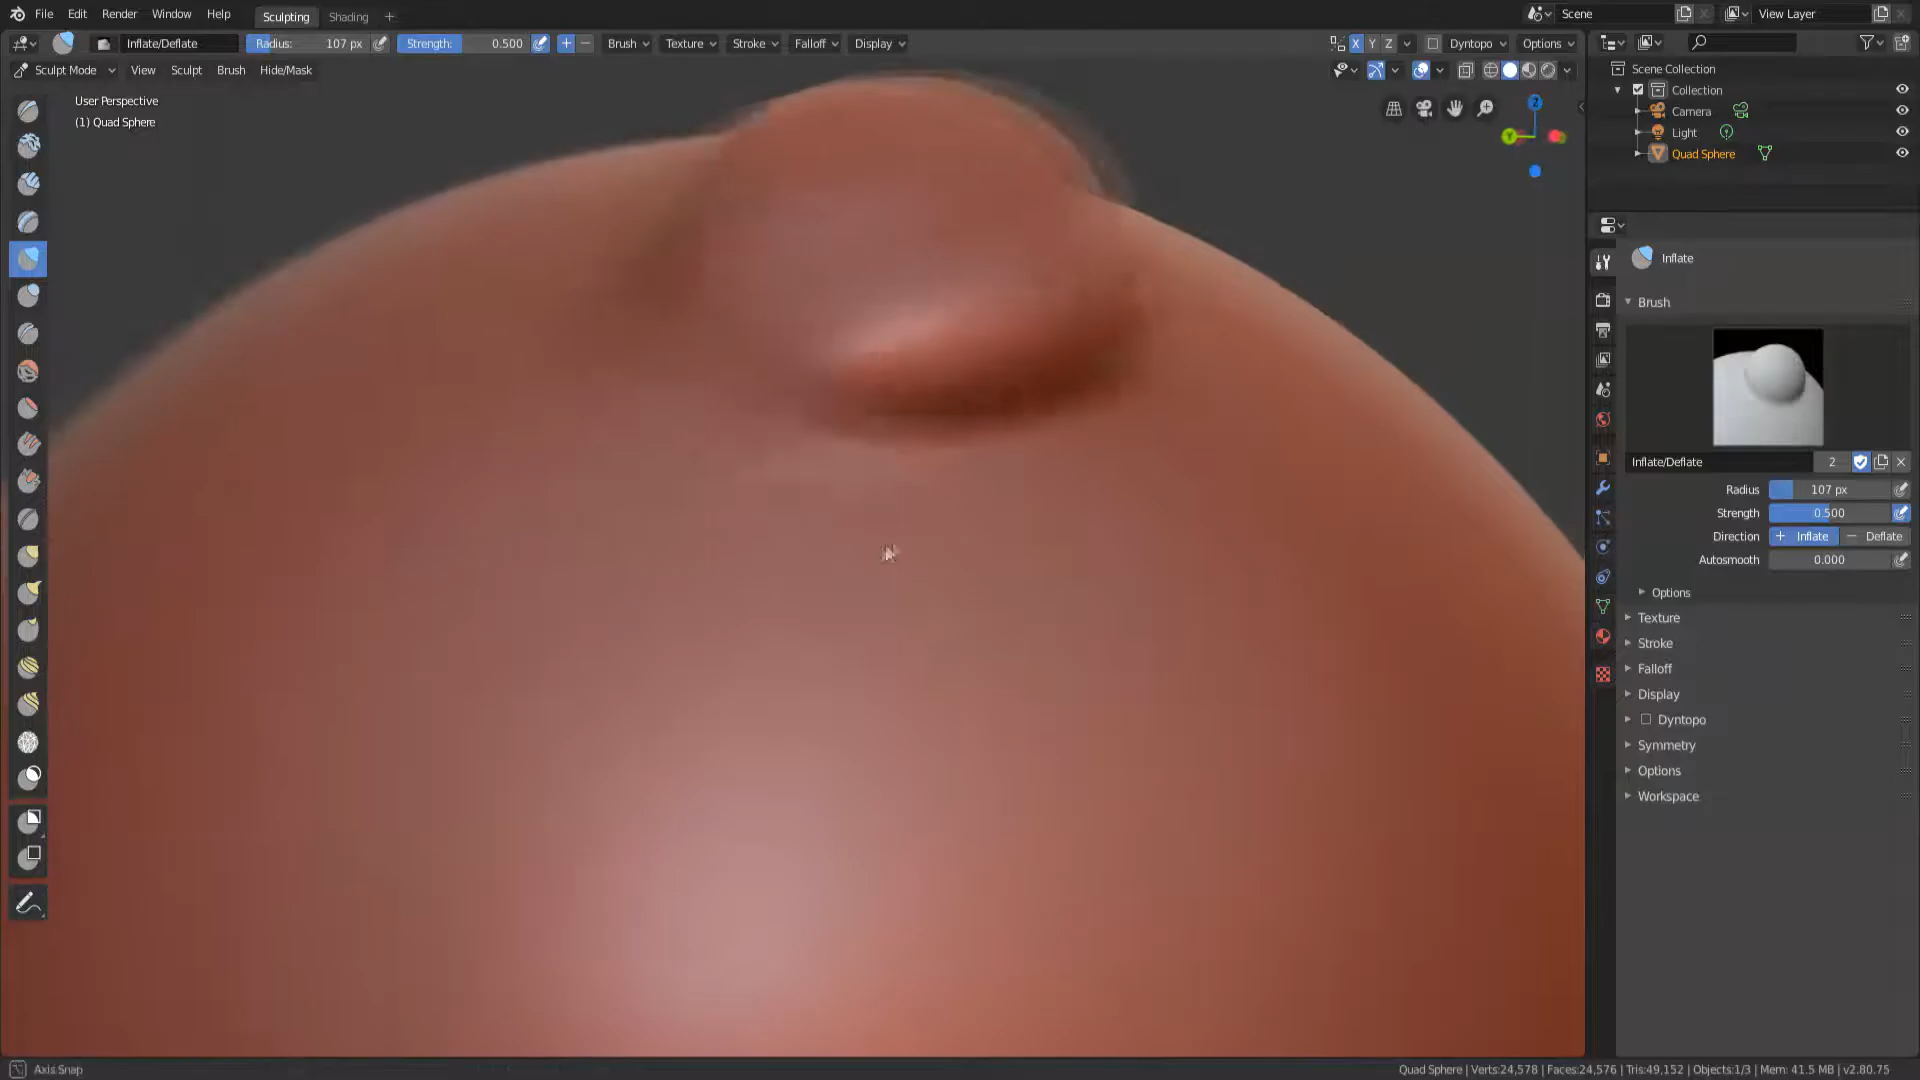 File Edit Render Window Help Sculpting Shading + Scene View Layer
Inflate/Deflate Radius: 107 px Strength: 0.500 Brush Texture Stroke Falloff Display X Y Z Dyntopo Options
Sculpt Mode View Sculpt Brush Hide/Mask
User Perspective
(1) Quad Sphere
Z
Y
Scene Collection
Collection
Camera
Light
Quad Sphere
Inflate
Brush
Inflate/Deflate 2
Radius 107 px
Strength 0.500
Direction + Inflate − Deflate
Autosmooth 0.000
Options
Texture
Stroke
Falloff
Display
Dyntopo
Symmetry
Options
Workspace
Axis Snap
Quad Sphere | Verts:24,578 | Faces:24,576 | Tris:49,152 | Objects:1/3 | Mem: 41.5 MB | v2.80.75